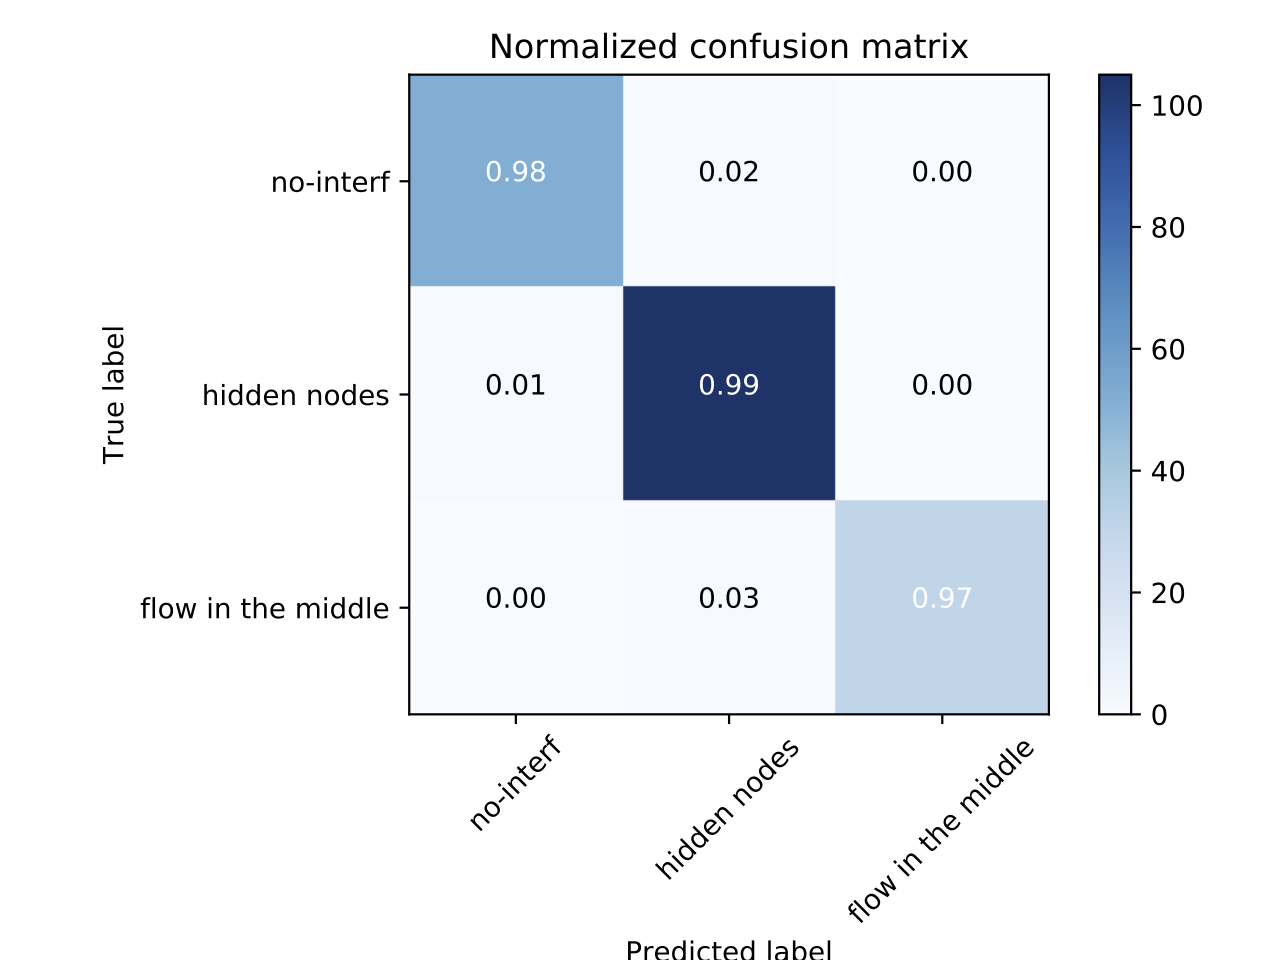 Normalized confusion matrix
no-interf
0.98
0.02
0.00
hidden nodes
0.01
0.99
0.00
flow in the middle
0.00
0.03
0.97
True label
no-interf
hidden nodes
flow in the middle
Predicted label
100
80
60
40
20
0